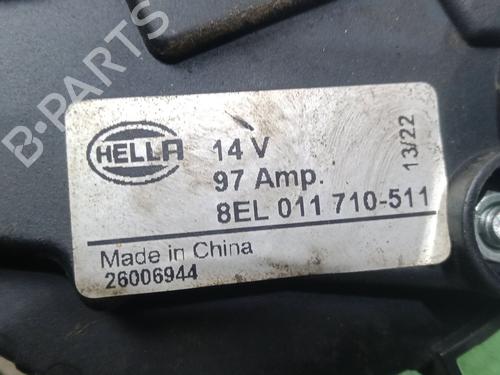 B-PARTS
HELLA
14 V
97 Amp.
8EL 011 710-511
13/22
Made in China
26006944